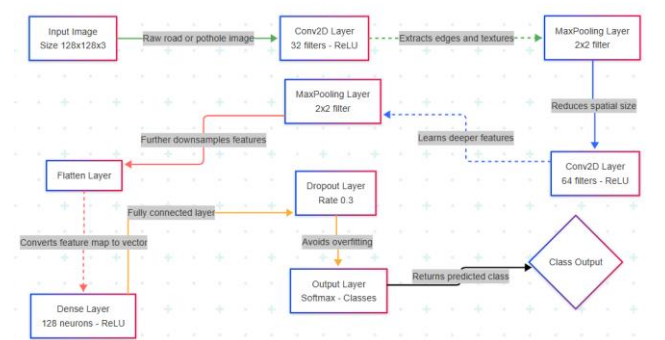 Input Image
Size 128x128x3
Raw road or pothole image
Conv2D Layer
32 filters - ReLU
Extracts edges and textures
MaxPooling Layer
2x2 filter
Reduces spatial size
Conv2D Layer
64 filters - ReLU
Learns deeper features
MaxPooling Layer
2x2 filter
Further downsamples features
Flatten Layer
Converts feature map to vector
Dense Layer
128 neurons - ReLU
Fully connected layer
Dropout Layer
Rate 0.3
Avoids overfitting
Output Layer
Softmax - Classes
Returns predicted class
Class Output